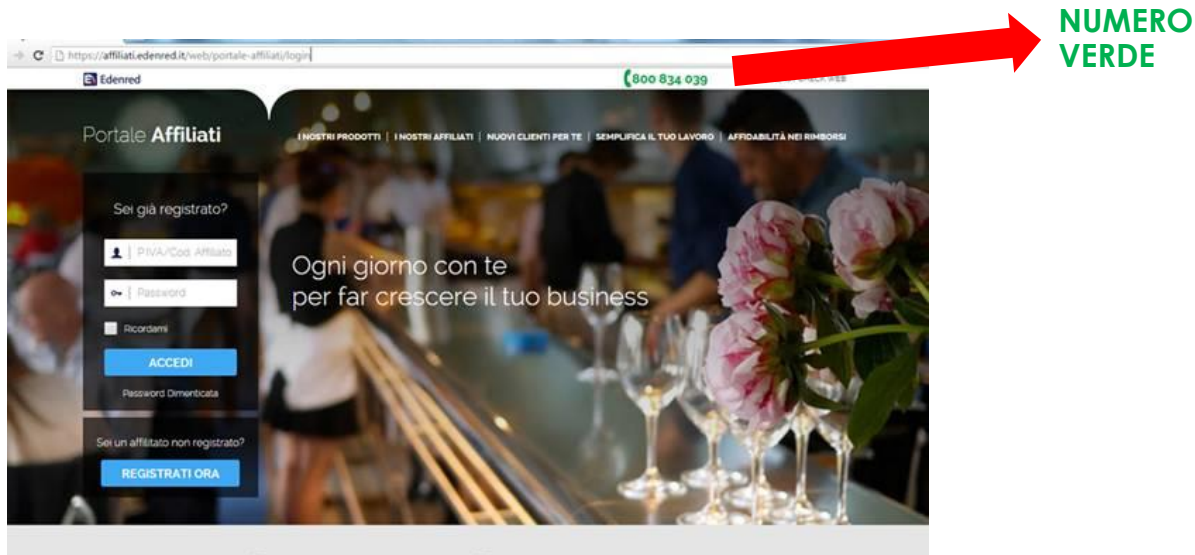 NUMERO
VERDE
https://affiliati.edenred.it/web/portale-affiliati/login
Edenred
800 834 039
WEB
Portale Affiliati
I NOSTRI PRODOTTI | I NOSTRI AFFILIATI | NUOVI CLIENTI PER TE | SEMPLIFICA IL TUO LAVORO | AFFIDABILITÀ NEI RIMBORSI
Sei già registrato?
P.IVA/Cod. Affiliato
Password
Ricordami
ACCEDI
Password Dimenticata
Sei un affilitato non registrato?
REGISTRATI ORA
Ogni giorno con te
per far crescere il tuo business